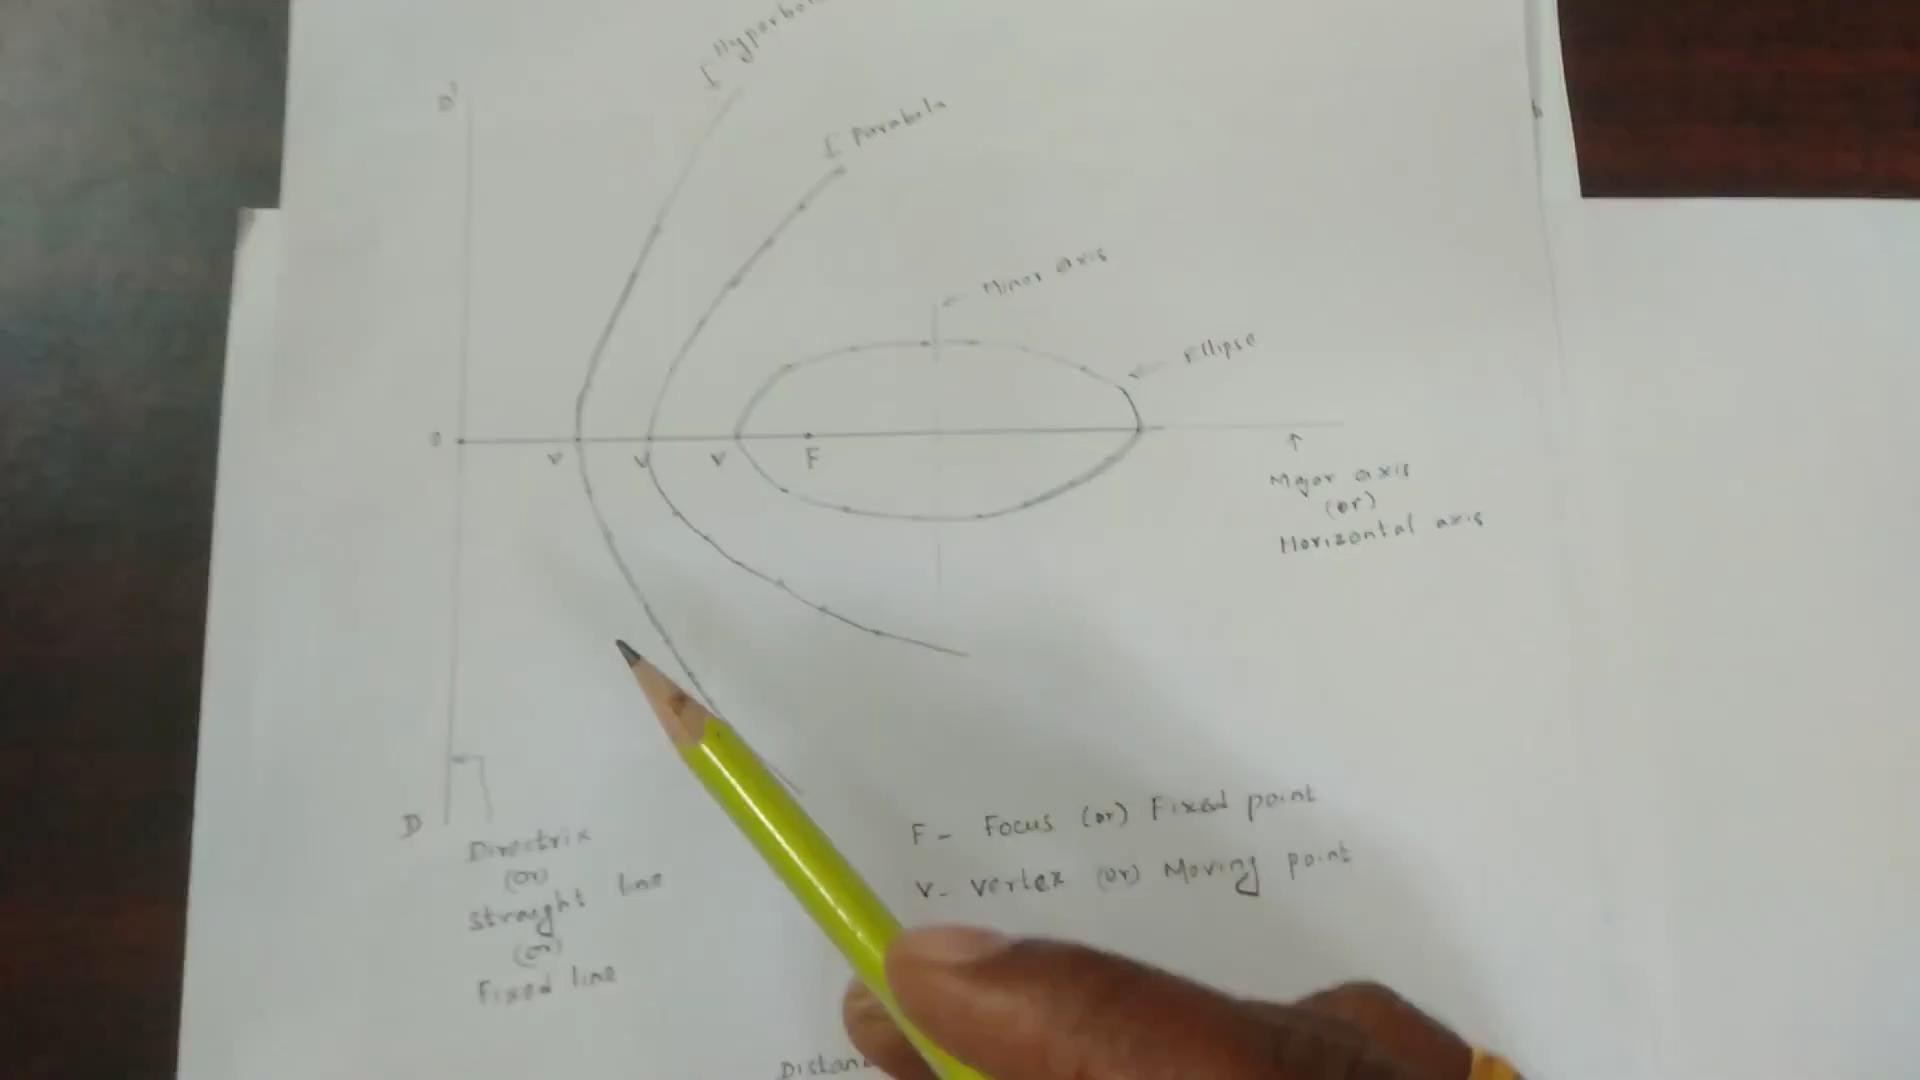 Hyperbola
D'
Parabola
Minor axis
Ellipse
O
V
V
V
F
Major axis
(or)
Horizontal axis
D
Directrix
(or)
Straight line
(or)
Fixed line
F - Focus (or) Fixed point
V - Vertex (or) Moving point